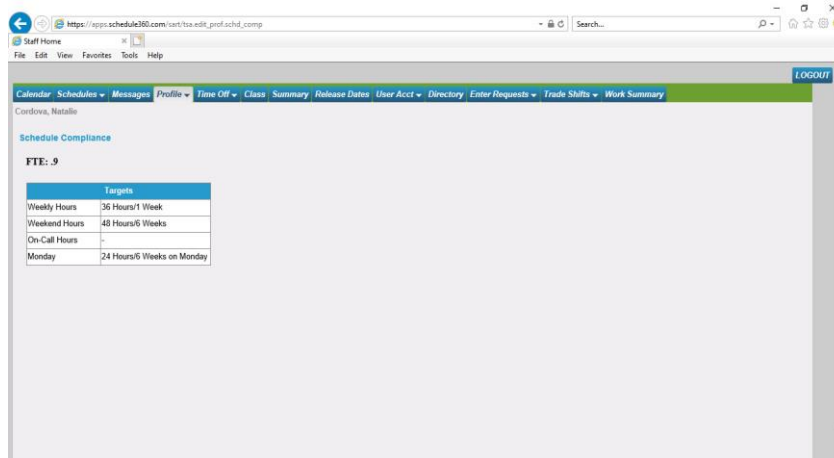 https://apps.schedule360.com/sart/tsa.edit_prof.schd_comp
Search...
Staff Home
File Edit View Favorites Tools Help
LOGOUT
Calendar Schedules Messages Profile Time Off Class Summary Release Dates User Acct Directory Enter Requests Trade Shifts Work Summary
Cordova, Natalie
Schedule Compliance
FTE: .9
Targets
Weekly Hours 36 Hours/1 Week
Weekend Hours 48 Hours/6 Weeks
On-Call Hours -
Monday 24 Hours/6 Weeks on Monday